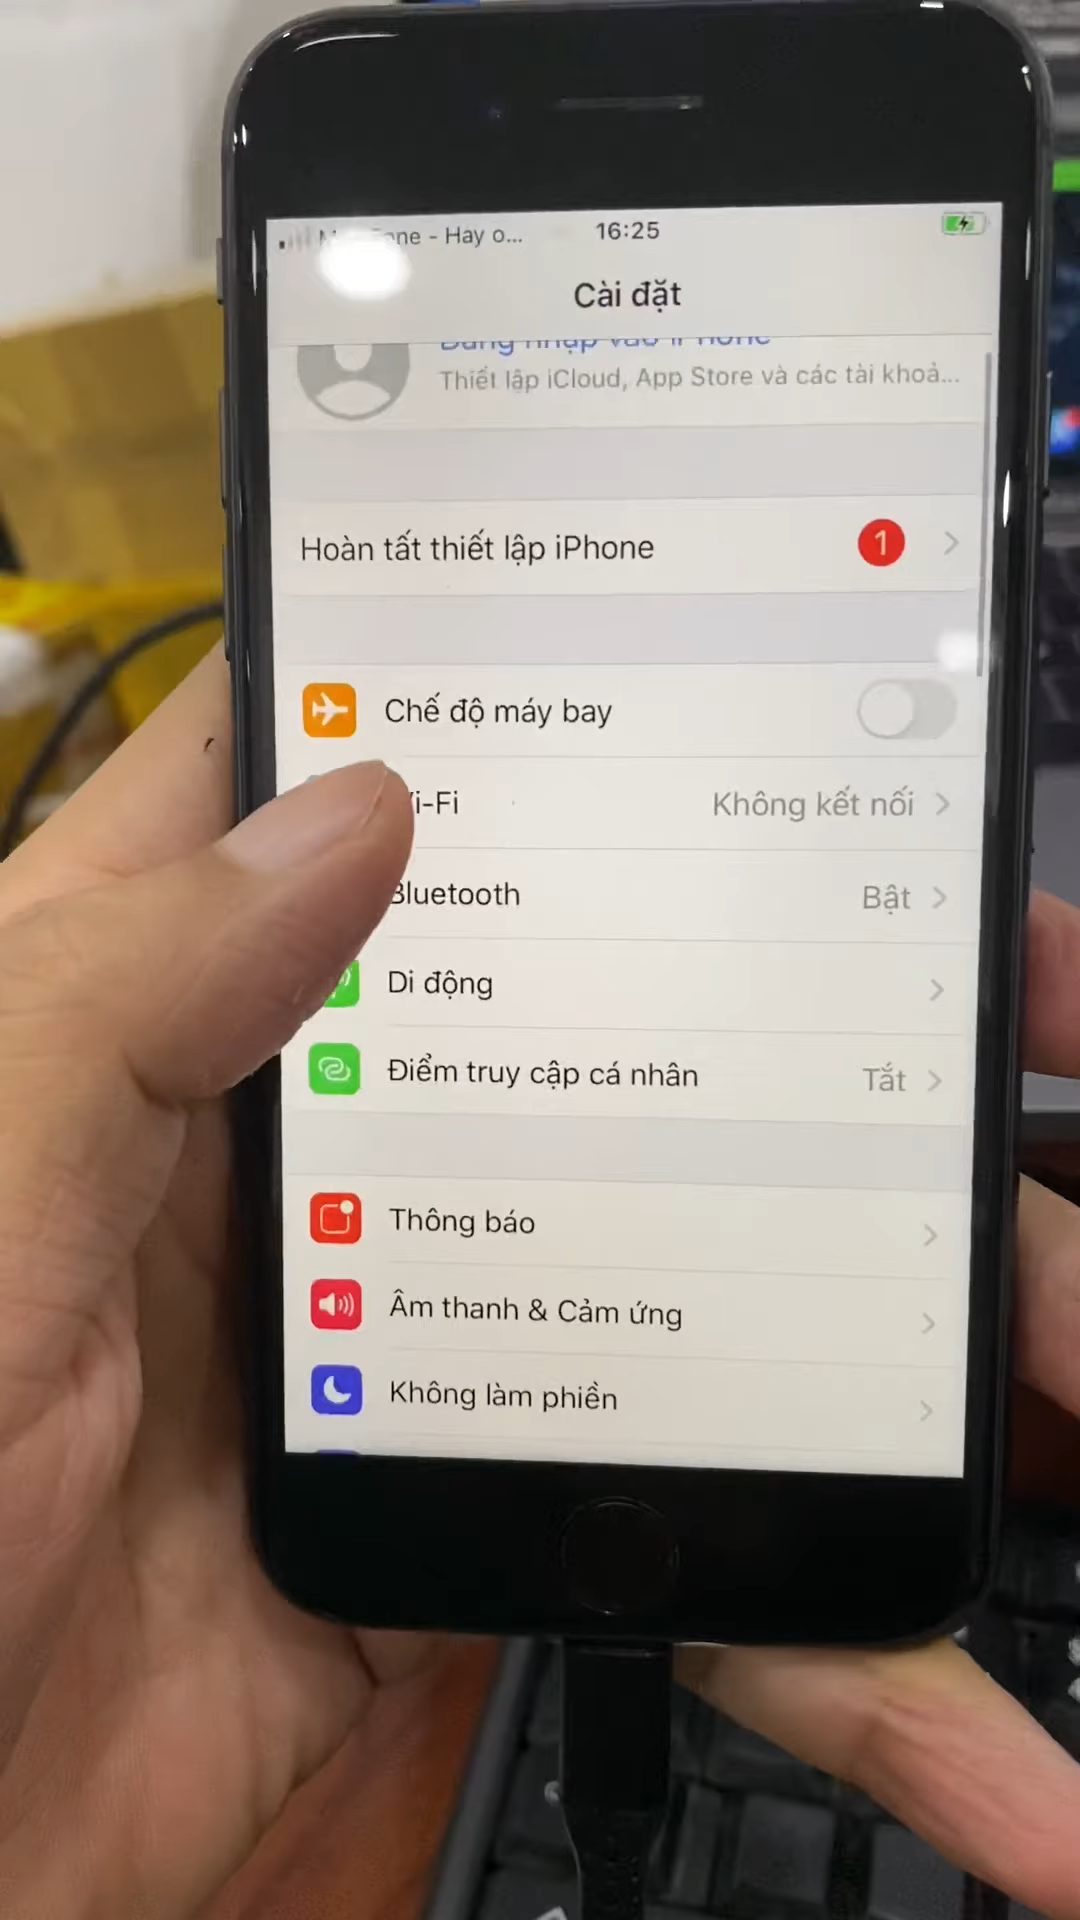 - Hay o...
16:25
Cài đặt
Thiết lập iCloud, App Store và các tài khoả...
Hoàn tất thiết lập iPhone
1
Chế độ máy bay
i-Fi
Không kết nối
Bluetooth
Bật
Di động
Điểm truy cập cá nhân
Tắt
Thông báo
Âm thanh & Cảm ứng
Không làm phiền